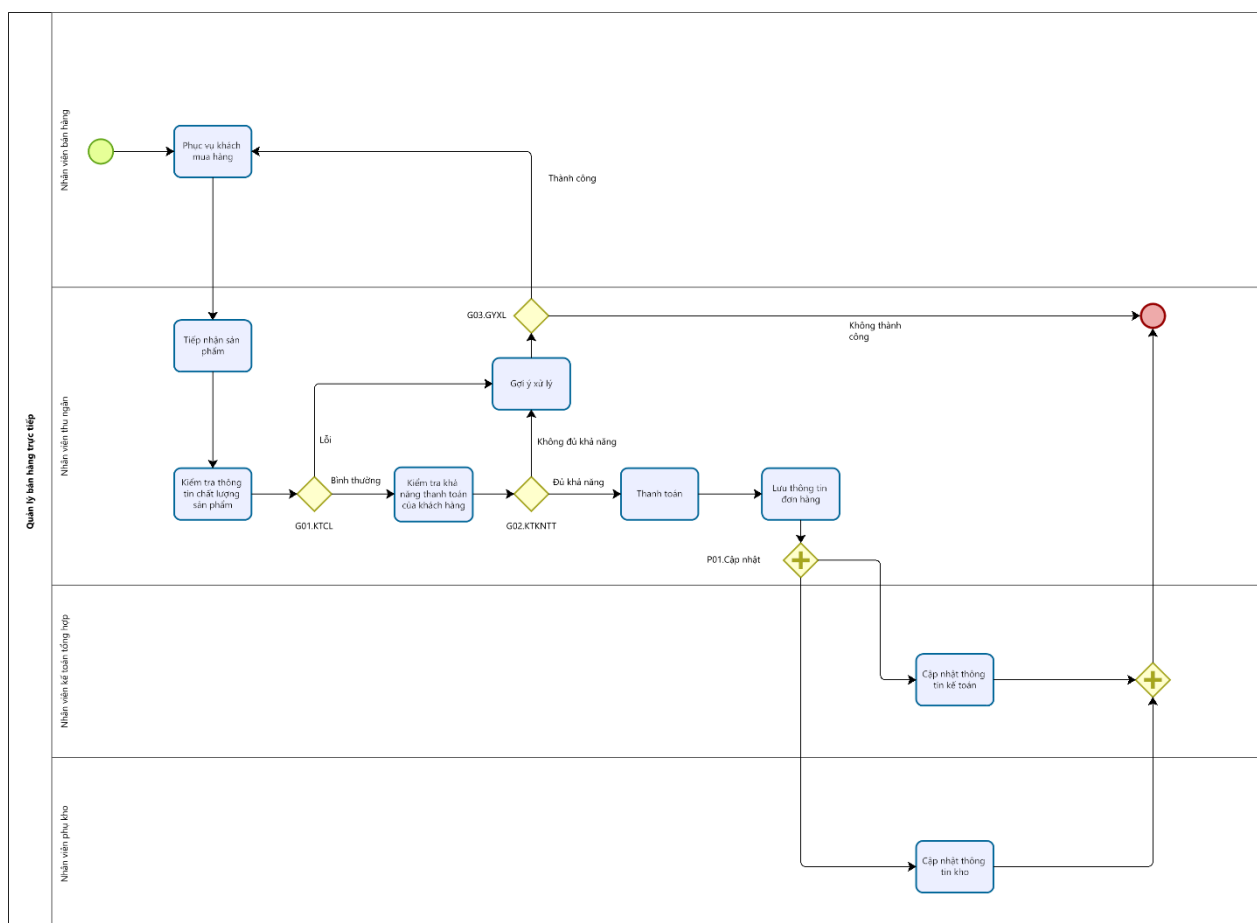 Quản lý bán hàng trực tiếp
Nhân viên bán hàng
Phục vụ khách
mua hàng
Thành công
Nhân viên thu ngân
G03.GYXL
Không thành
công
Tiếp nhận sản
phẩm
Gợi ý xử lý
Lỗi
Không đủ khả năng
Kiểm tra thông
tin chất lượng
sản phẩm
Bình thường
Kiểm tra khả
năng thanh toán
của khách hàng
Đủ khả năng
Thanh toán
Lưu thông tin
đơn hàng
G01.KTCL
G02.KTKNTT
P01.Cập nhật
Nhân viên kế toán tổng hợp
Cập nhật thông
tin kế toán
Nhân viên phụ kho
Cập nhật thông
tin kho